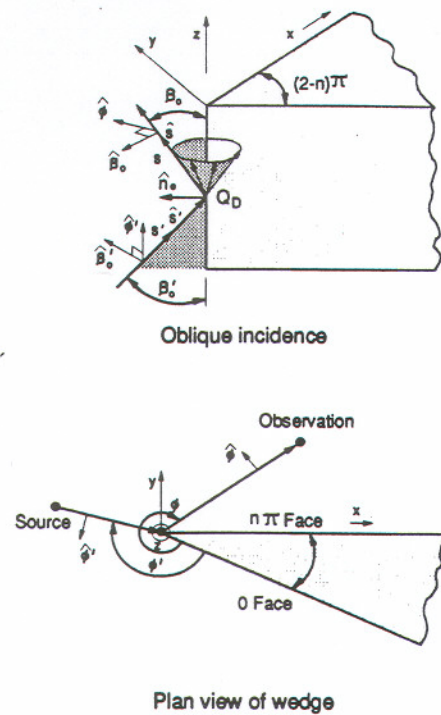 z
x
y
(2-n)π
β₀
φ̂
ŝ
s
β̂₀
n̂ₑ
Q_D
φ̂'
s'
ŝ'
β̂₀'
β₀'
Oblique incidence
Observation
φ̂
y
φ
x
nπ Face
Source
z
φ̂'
φ'
0 Face
Plan view of wedge